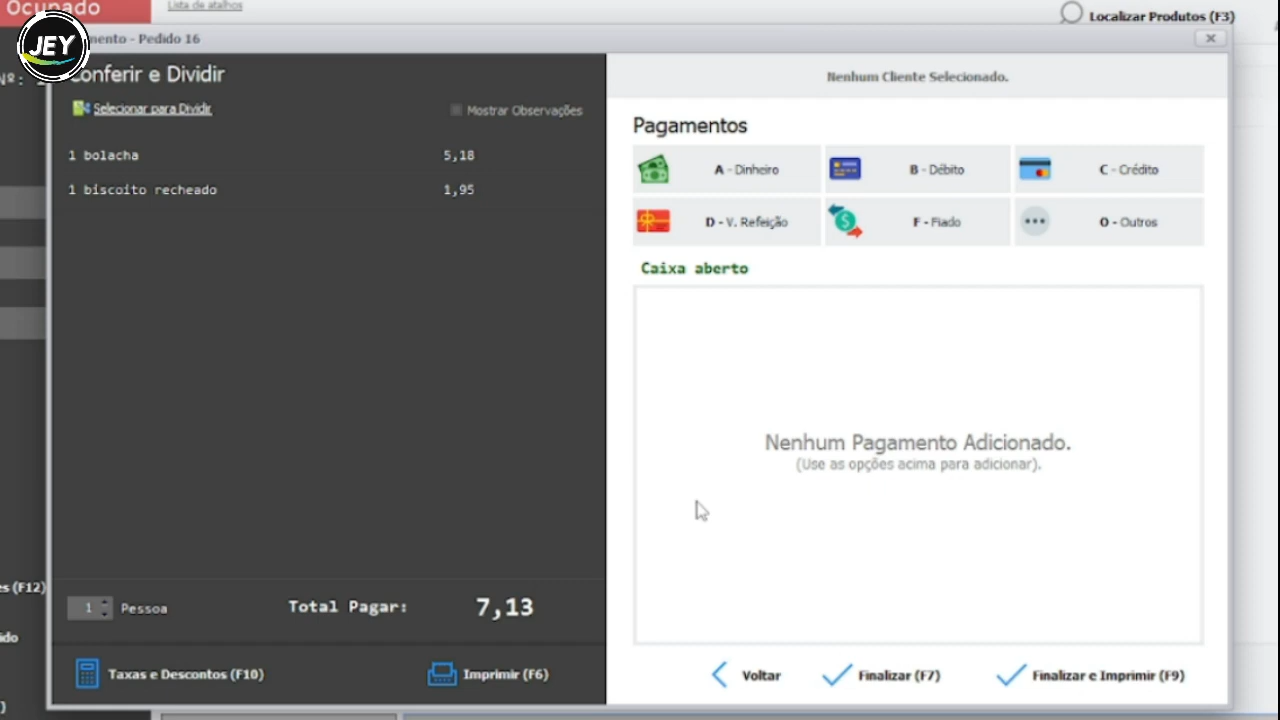 Ocupado
Lista de atalhos
Localizar Produtos (F3)
JEY
mento - Pedido 16
Nº: 1
Conferir e Dividir
Selecionar para Dividir
Mostrar Observações
1 bolacha 5,18
1 biscoito recheado 1,95
Nenhum Cliente Selecionado.
Pagamentos
A - Dinheiro
B - Débito
C - Crédito
D - V. Refeição
F - Fiado
O - Outros
Caixa aberto
Nenhum Pagamento Adicionado.
(Use as opções acima para adicionar).
es (F12)
1 Pessoa
Total Pagar: 7,13
ido
Taxas e Descontos (F10)
Imprimir (F6)
Voltar
Finalizar (F7)
Finalizar e Imprimir (F9)